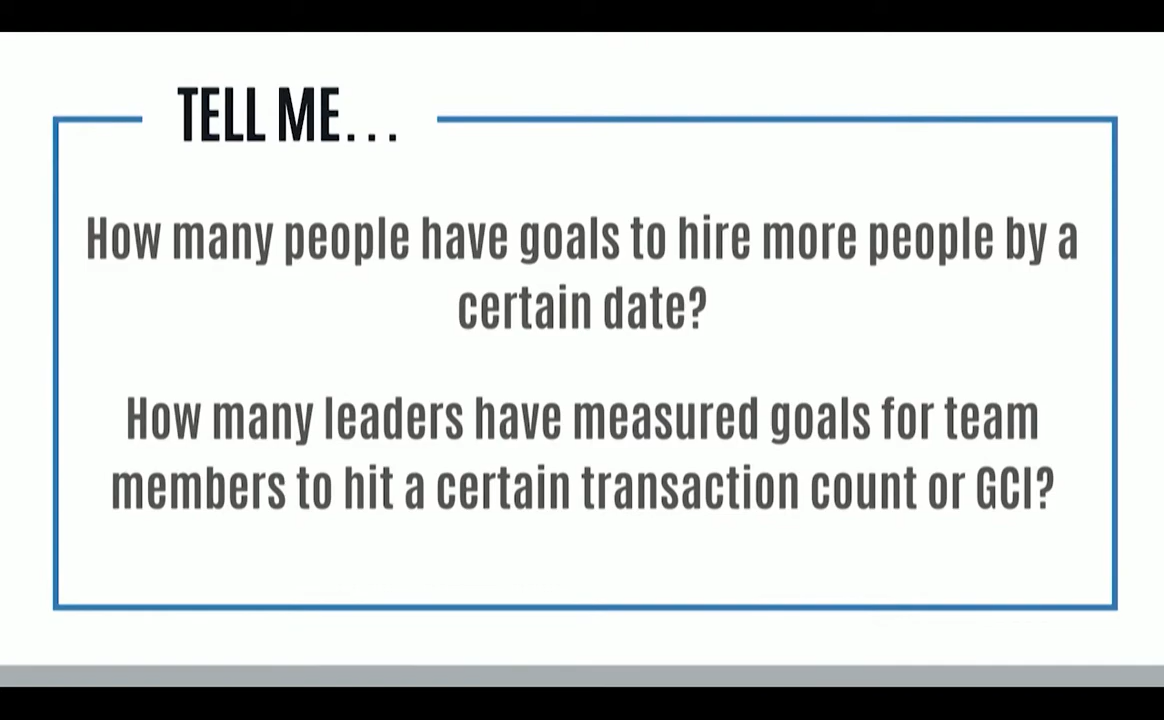 TELL ME...
How many people have goals to hire more people by a
certain date?
How many leaders have measured goals for team
members to hit a certain transaction count or GCI?